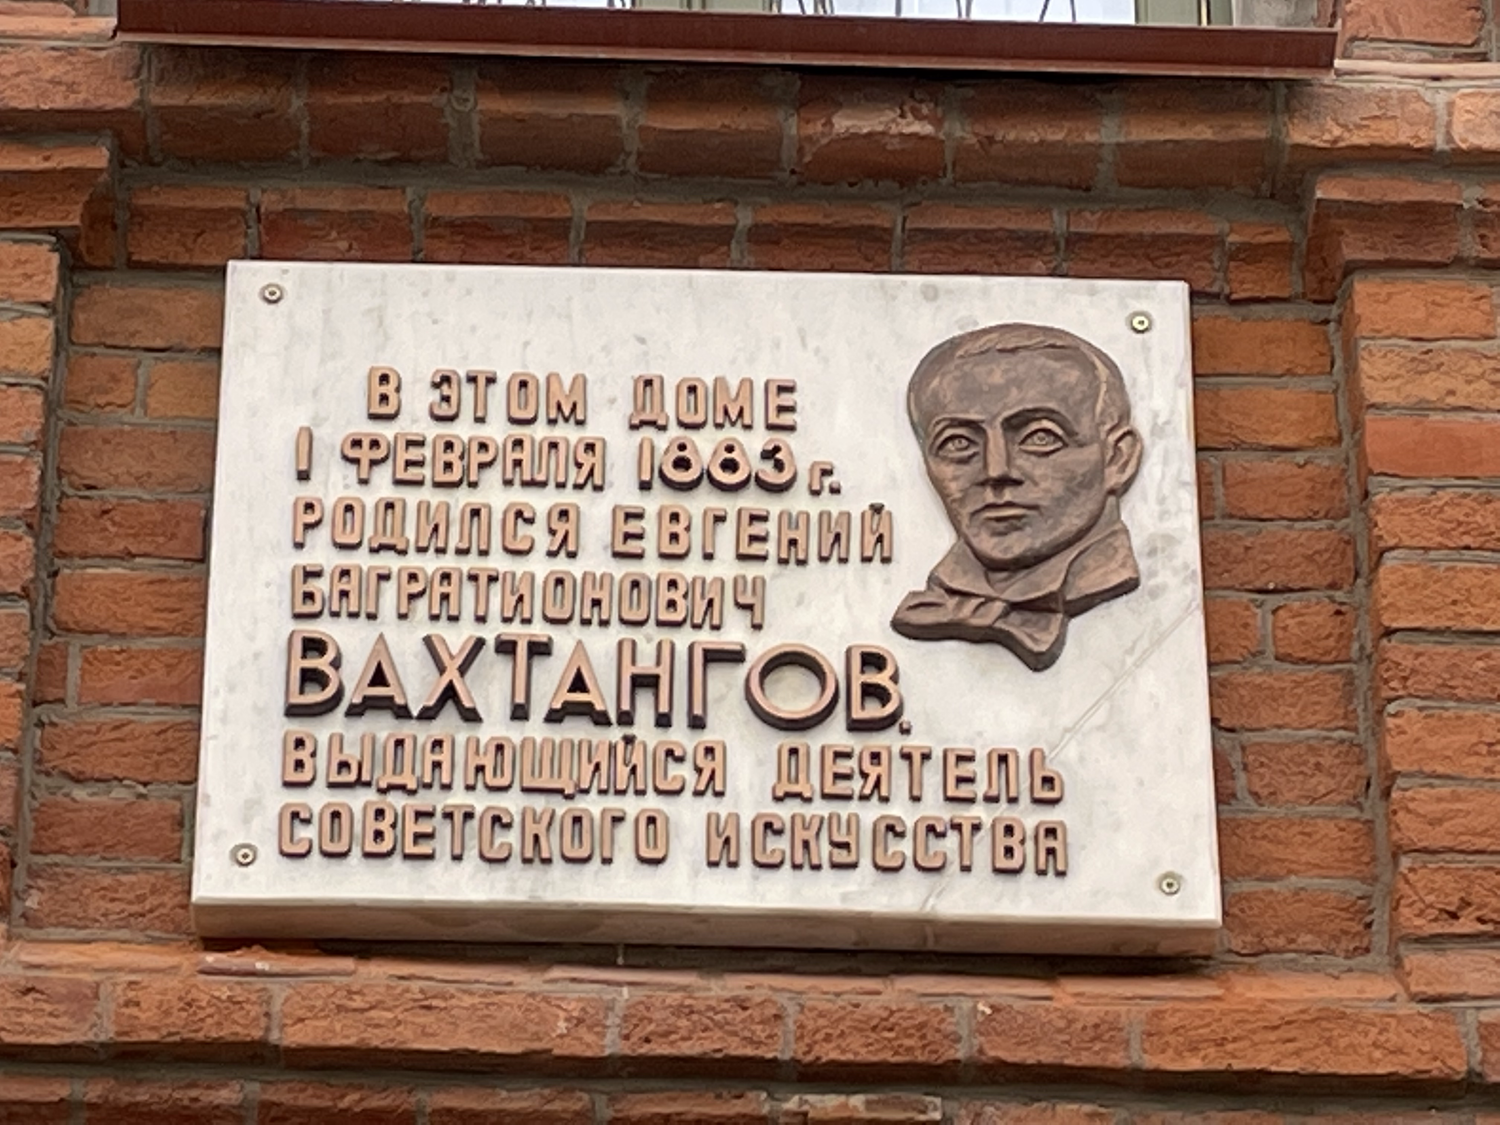 В ЭТОМ ДОМЕ
1 ФЕВРАЛЯ 1883 г.
РОДИЛСЯ ЕВГЕНИЙ
БАГРАТИОНОВИЧ
ВАХТАНГОВ.
ВЫДАЮЩИЙСЯ ДЕЯТЕЛЬ
СОВЕТСКОГО ИСКУССТВА